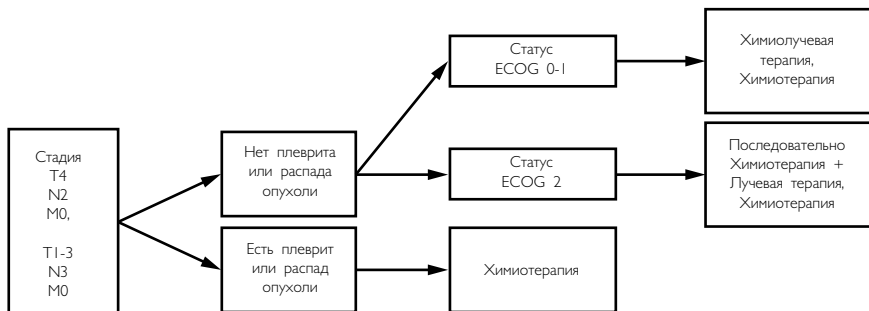 Стадия
T4
N2
M0,
T1-3
N3
M0
Нет плеврита
или распада
опухоли
Есть плеврит
или распад
опухоли
Статус
ECOG 0-1
Статус
ECOG 2
Химиотерапия
Химиолучевая
терапия,
Химиотерапия
Последовательно
Химиотерапия +
Лучевая терапия,
Химиотерапия